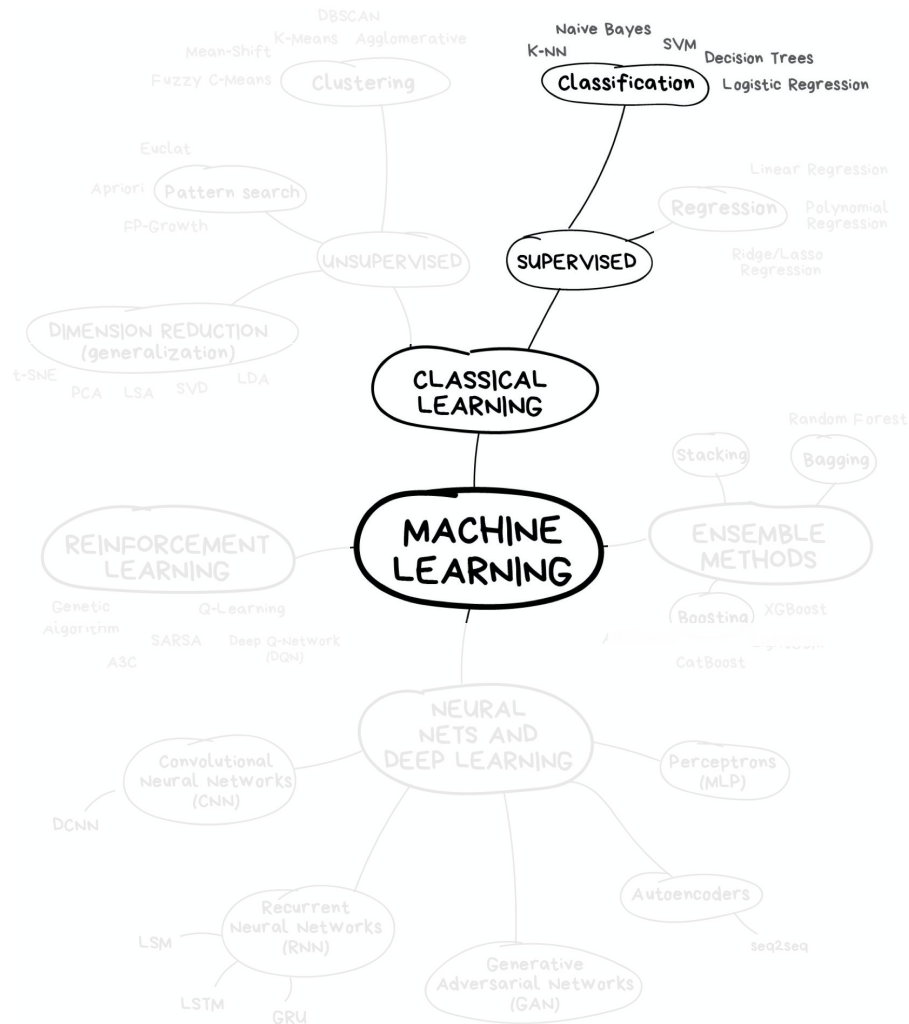 DBSCAN
K-Means Agglomerative
Mean-Shift
Fuzzy C-Means
Clustering
Naive Bayes
K-NN
SVM
Decision Trees
Classification
Logistic Regression
Euclat
Apriori
Pattern search
FP-Growth
Linear Regression
Regression
Polynomial
Regression
Ridge/Lasso
Regression
UNSUPERVISED
SUPERVISED
DIMENSION REDUCTION
(generalization)
t-SNE
PCA
LSA
SVD
LDA
CLASSICAL
LEARNING
Random Forest
Stacking
Bagging
MACHINE
LEARNING
REINFORCEMENT
LEARNING
ENSEMBLE
METHODS
Genetic
Algorithm
Q-Learning
SARSA
Deep Q-Network
(DQN)
A3C
Boosting
XGBoost
CatBoost
NEURAL
NETS AND
DEEP LEARNING
Convolutional
Neural Networks
(CNN)
DCNN
Perceptrons
(MLP)
Recurrent
Neural Networks
(RNN)
LSM
LSTM
GRU
Generative
Adversarial Networks
(GAN)
Autoencoders
seq2seq